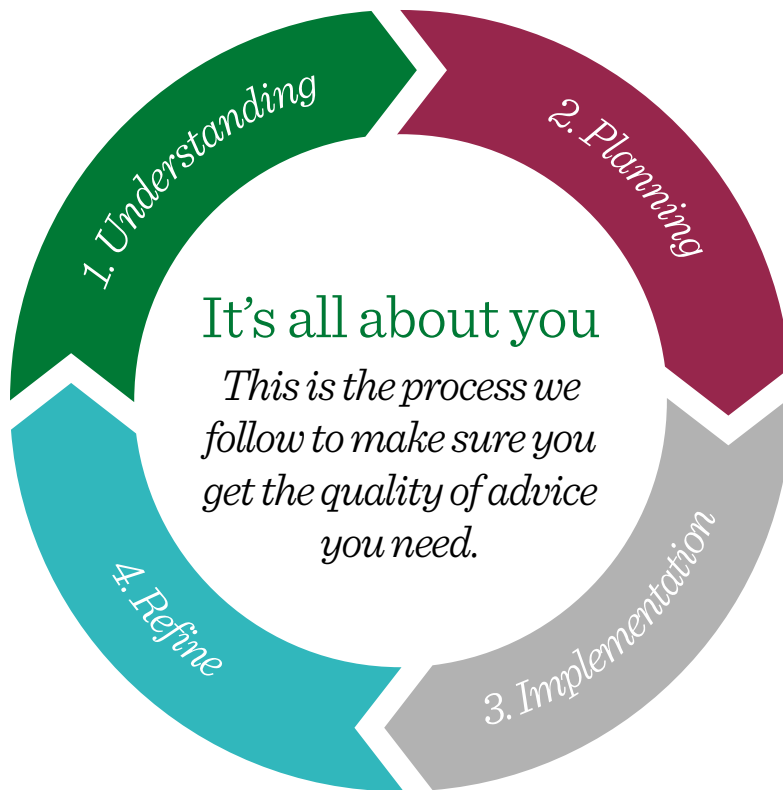 1. Understanding
2. Planning
It’s all about you
This is the process we
follow to make sure you
get the quality of advice
you need.
3. Implementation
4. Refine